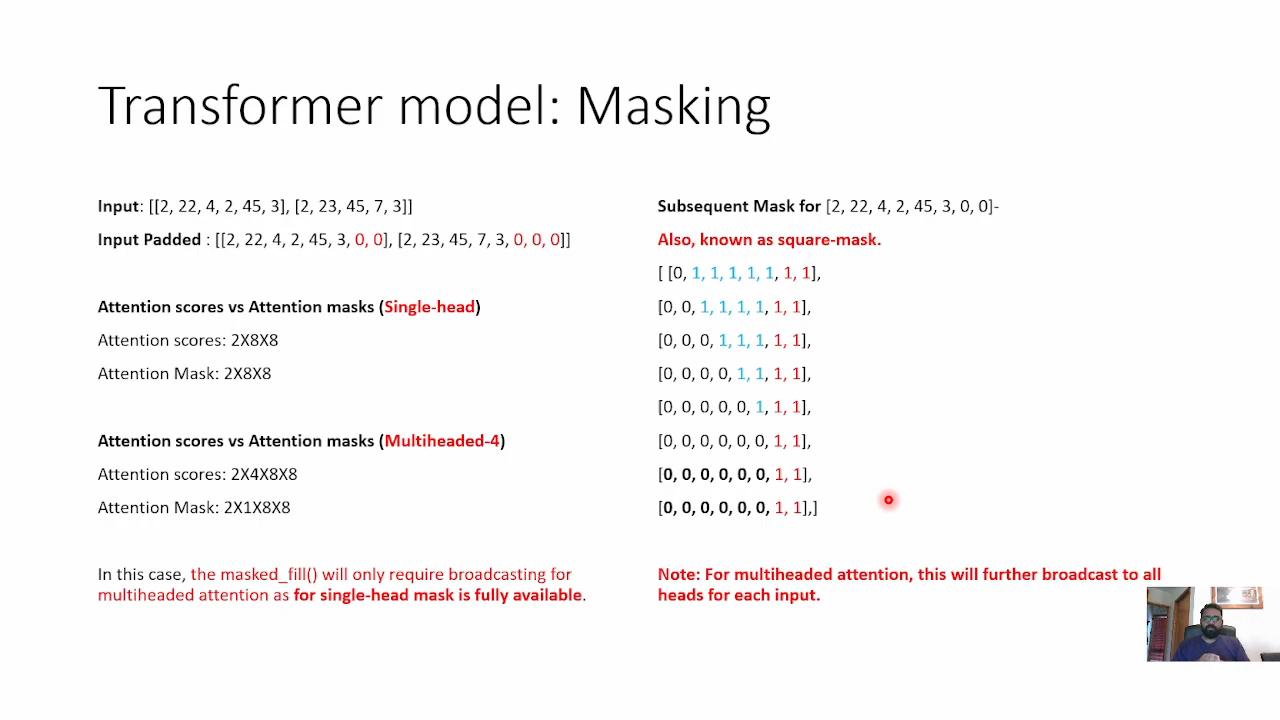 Transformer model: Masking
Input: [[2, 22, 4, 2, 45, 3], [2, 23, 45, 7, 3]]
Input Padded : [[2, 22, 4, 2, 45, 3, 0, 0], [2, 23, 45, 7, 3, 0, 0, 0]]
Attention scores vs Attention masks (Single-head)
Attention scores: 2X8X8
Attention Mask: 2X8X8
Attention scores vs Attention masks (Multiheaded-4)
Attention scores: 2X4X8X8
Attention Mask: 2X1X8X8
In this case, the masked_fill() will only require broadcasting for
multiheaded attention as for single-head mask is fully available.
Subsequent Mask for [2, 22, 4, 2, 45, 3, 0, 0]-
Also, known as square-mask.
[ [0, 1, 1, 1, 1, 1, 1, 1],
[0, 0, 1, 1, 1, 1, 1, 1],
[0, 0, 0, 1, 1, 1, 1, 1],
[0, 0, 0, 0, 1, 1, 1, 1],
[0, 0, 0, 0, 0, 1, 1, 1],
[0, 0, 0, 0, 0, 0, 1, 1],
[0, 0, 0, 0, 0, 0, 1, 1],
[0, 0, 0, 0, 0, 0, 1, 1],]
Note: For multiheaded attention, this will further broadcast to all
heads for each input.